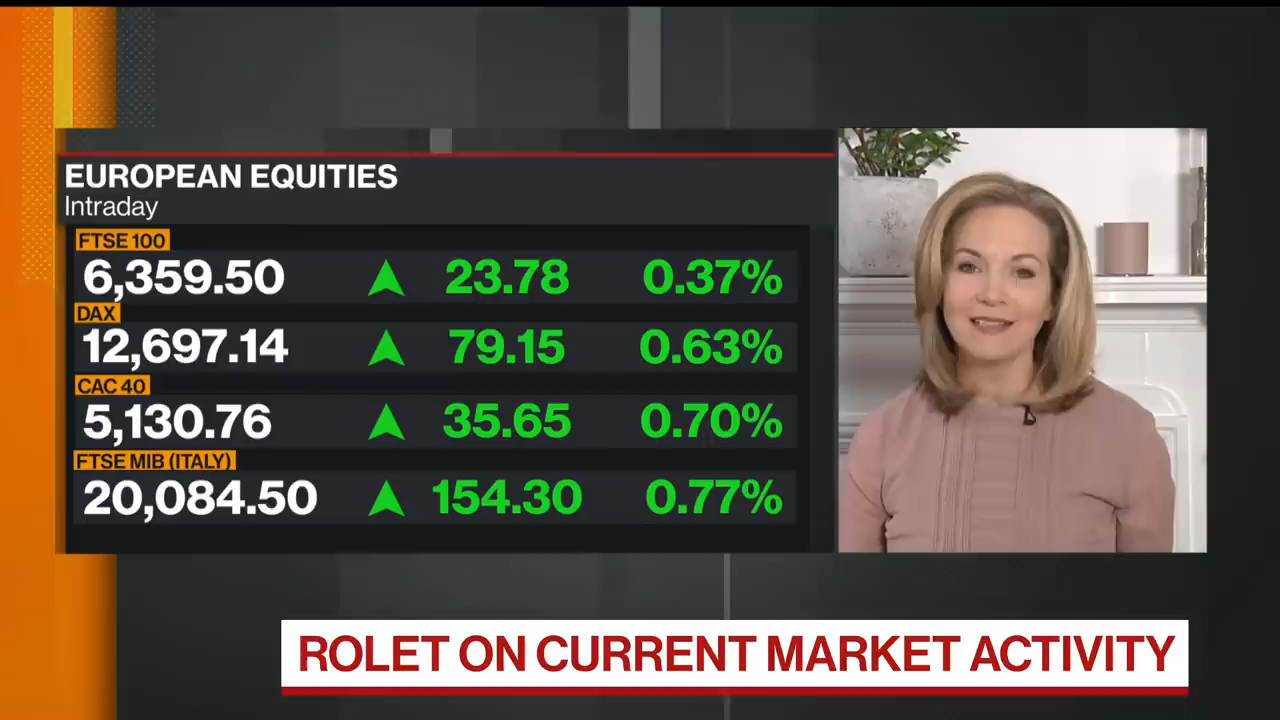 EUROPEAN EQUITIES
Intraday
FTSE 100
6,359.50 ▲ 23.78 0.37%
DAX
12,697.14 ▲ 79.15 0.63%
CAC 40
5,130.76 ▲ 35.65 0.70%
FTSE MIB (ITALY)
20,084.50 ▲ 154.30 0.77%
ROLET ON CURRENT MARKET ACTIVITY